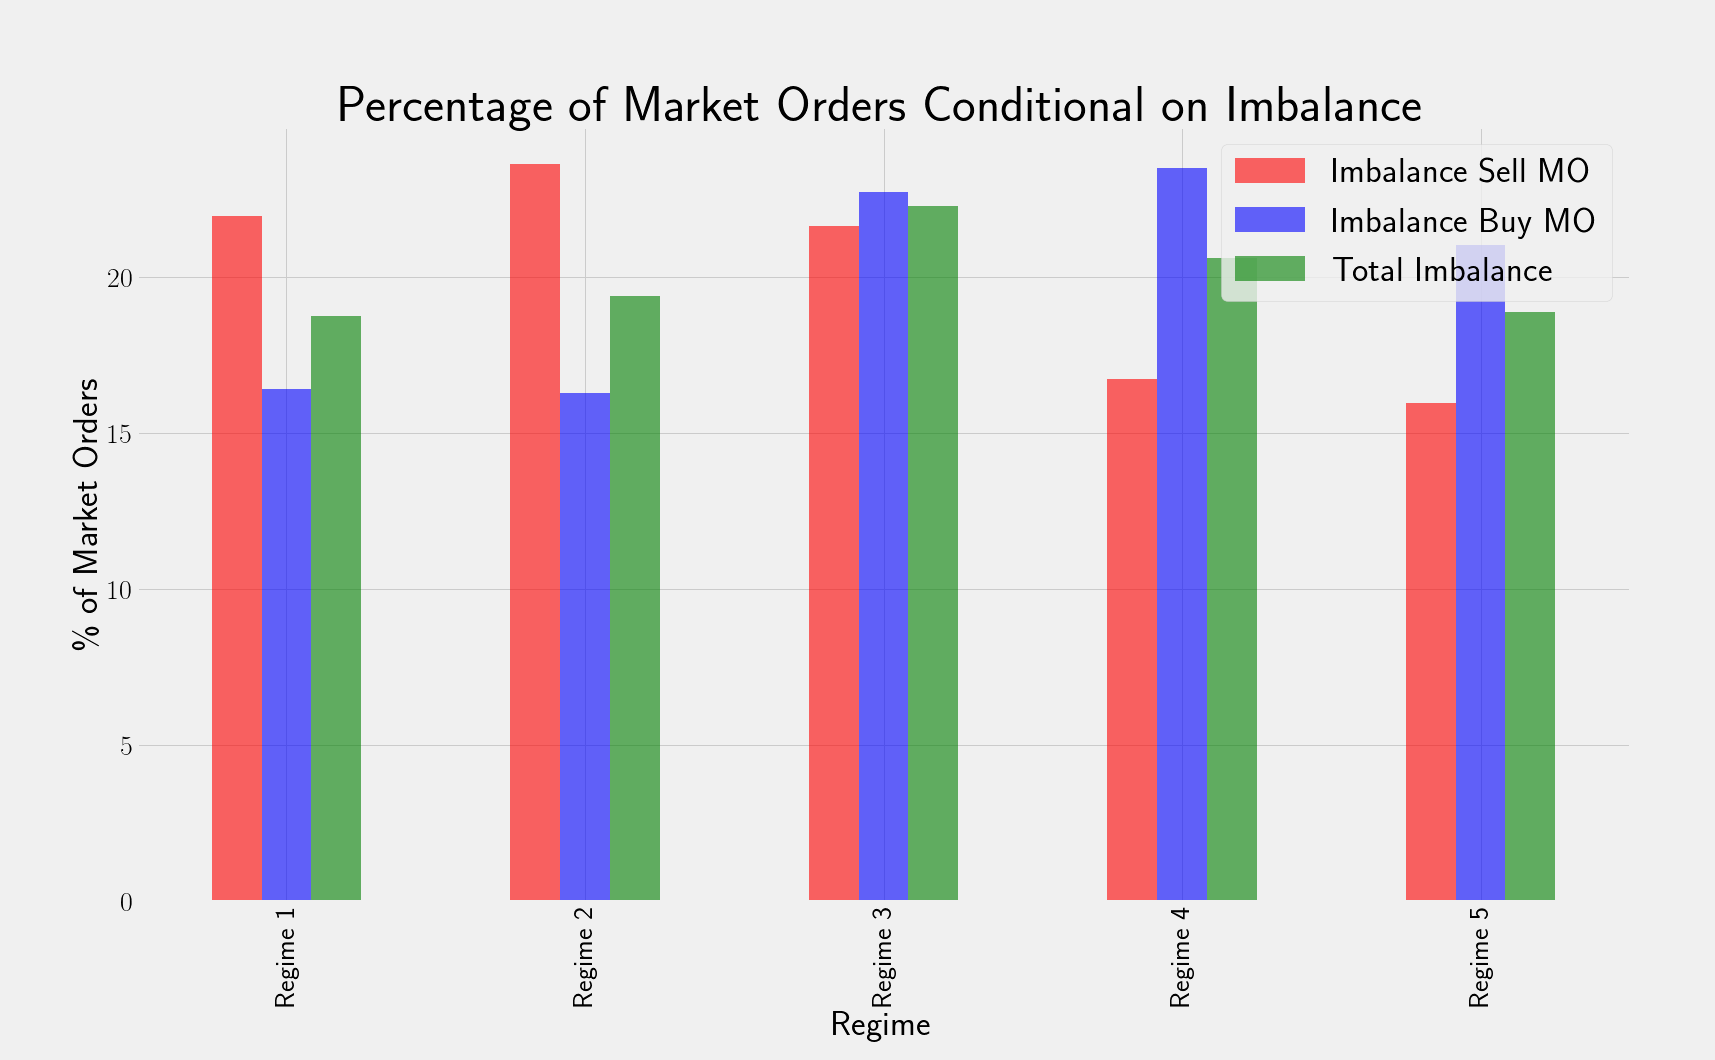 Percentage of Market Orders Conditional on Imbalance
Imbalance Sell MO
Imbalance Buy MO
Total Imbalance
% of Market Orders
20
15
10
5
0
Regime 1
Regime 2
Regime 3
Regime 4
Regime 5
Regime